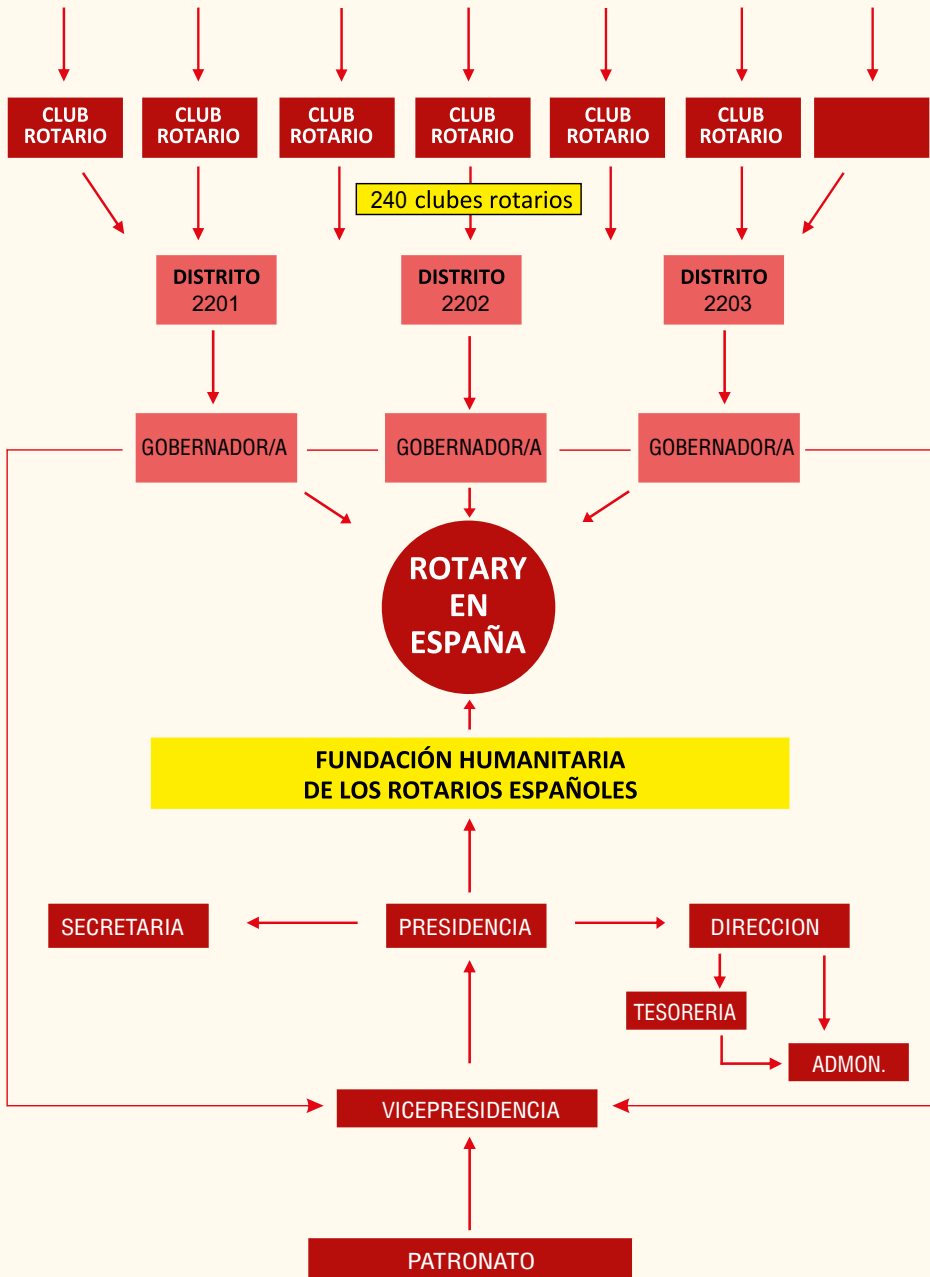 CLUB
ROTARIO
CLUB
ROTARIO
CLUB
ROTARIO
CLUB
ROTARIO
CLUB
ROTARIO
CLUB
ROTARIO
240 clubes rotarios
DISTRITO
2201
DISTRITO
2202
DISTRITO
2203
GOBERNADOR/A
GOBERNADOR/A
GOBERNADOR/A
ROTARY
EN
ESPAÑA
FUNDACIÓN HUMANITARIA
DE LOS ROTARIOS ESPAÑOLES
SECRETARIA
PRESIDENCIA
DIRECCION
TESORERIA
ADMON.
VICEPRESIDENCIA
PATRONATO